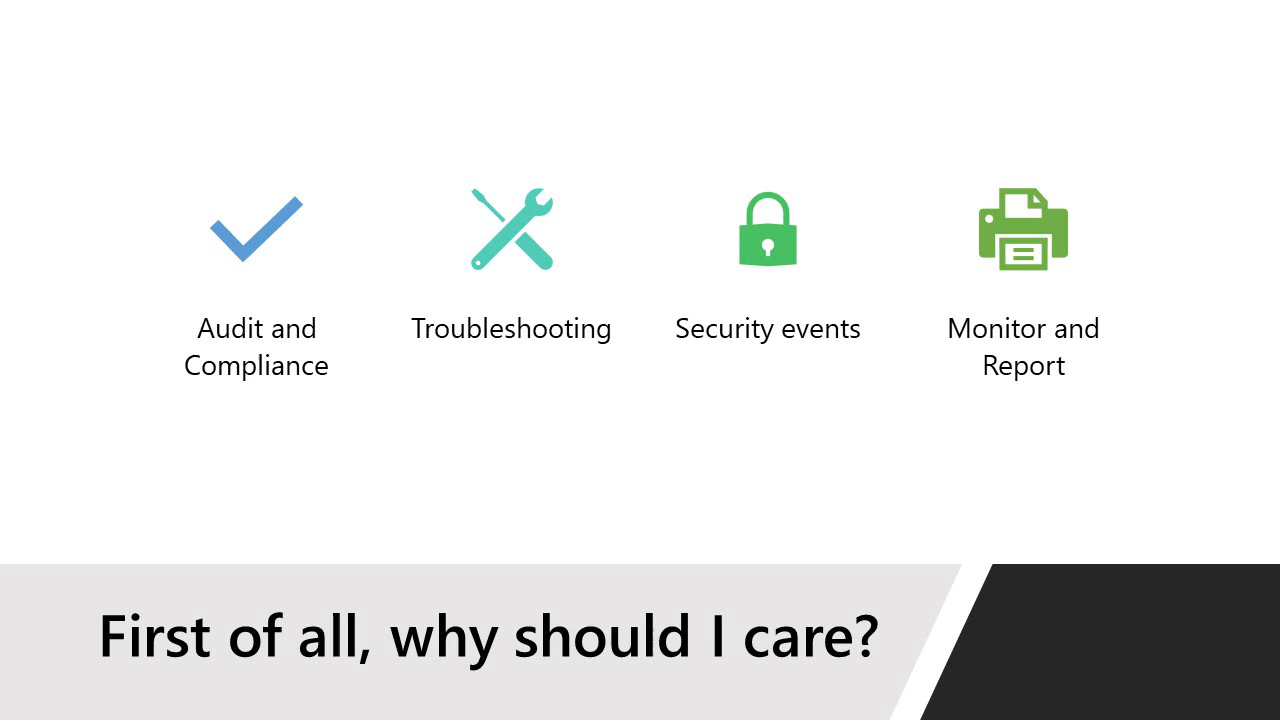 Audit and
Compliance
Troubleshooting
Security events
Monitor and
Report
First of all, why should I care?